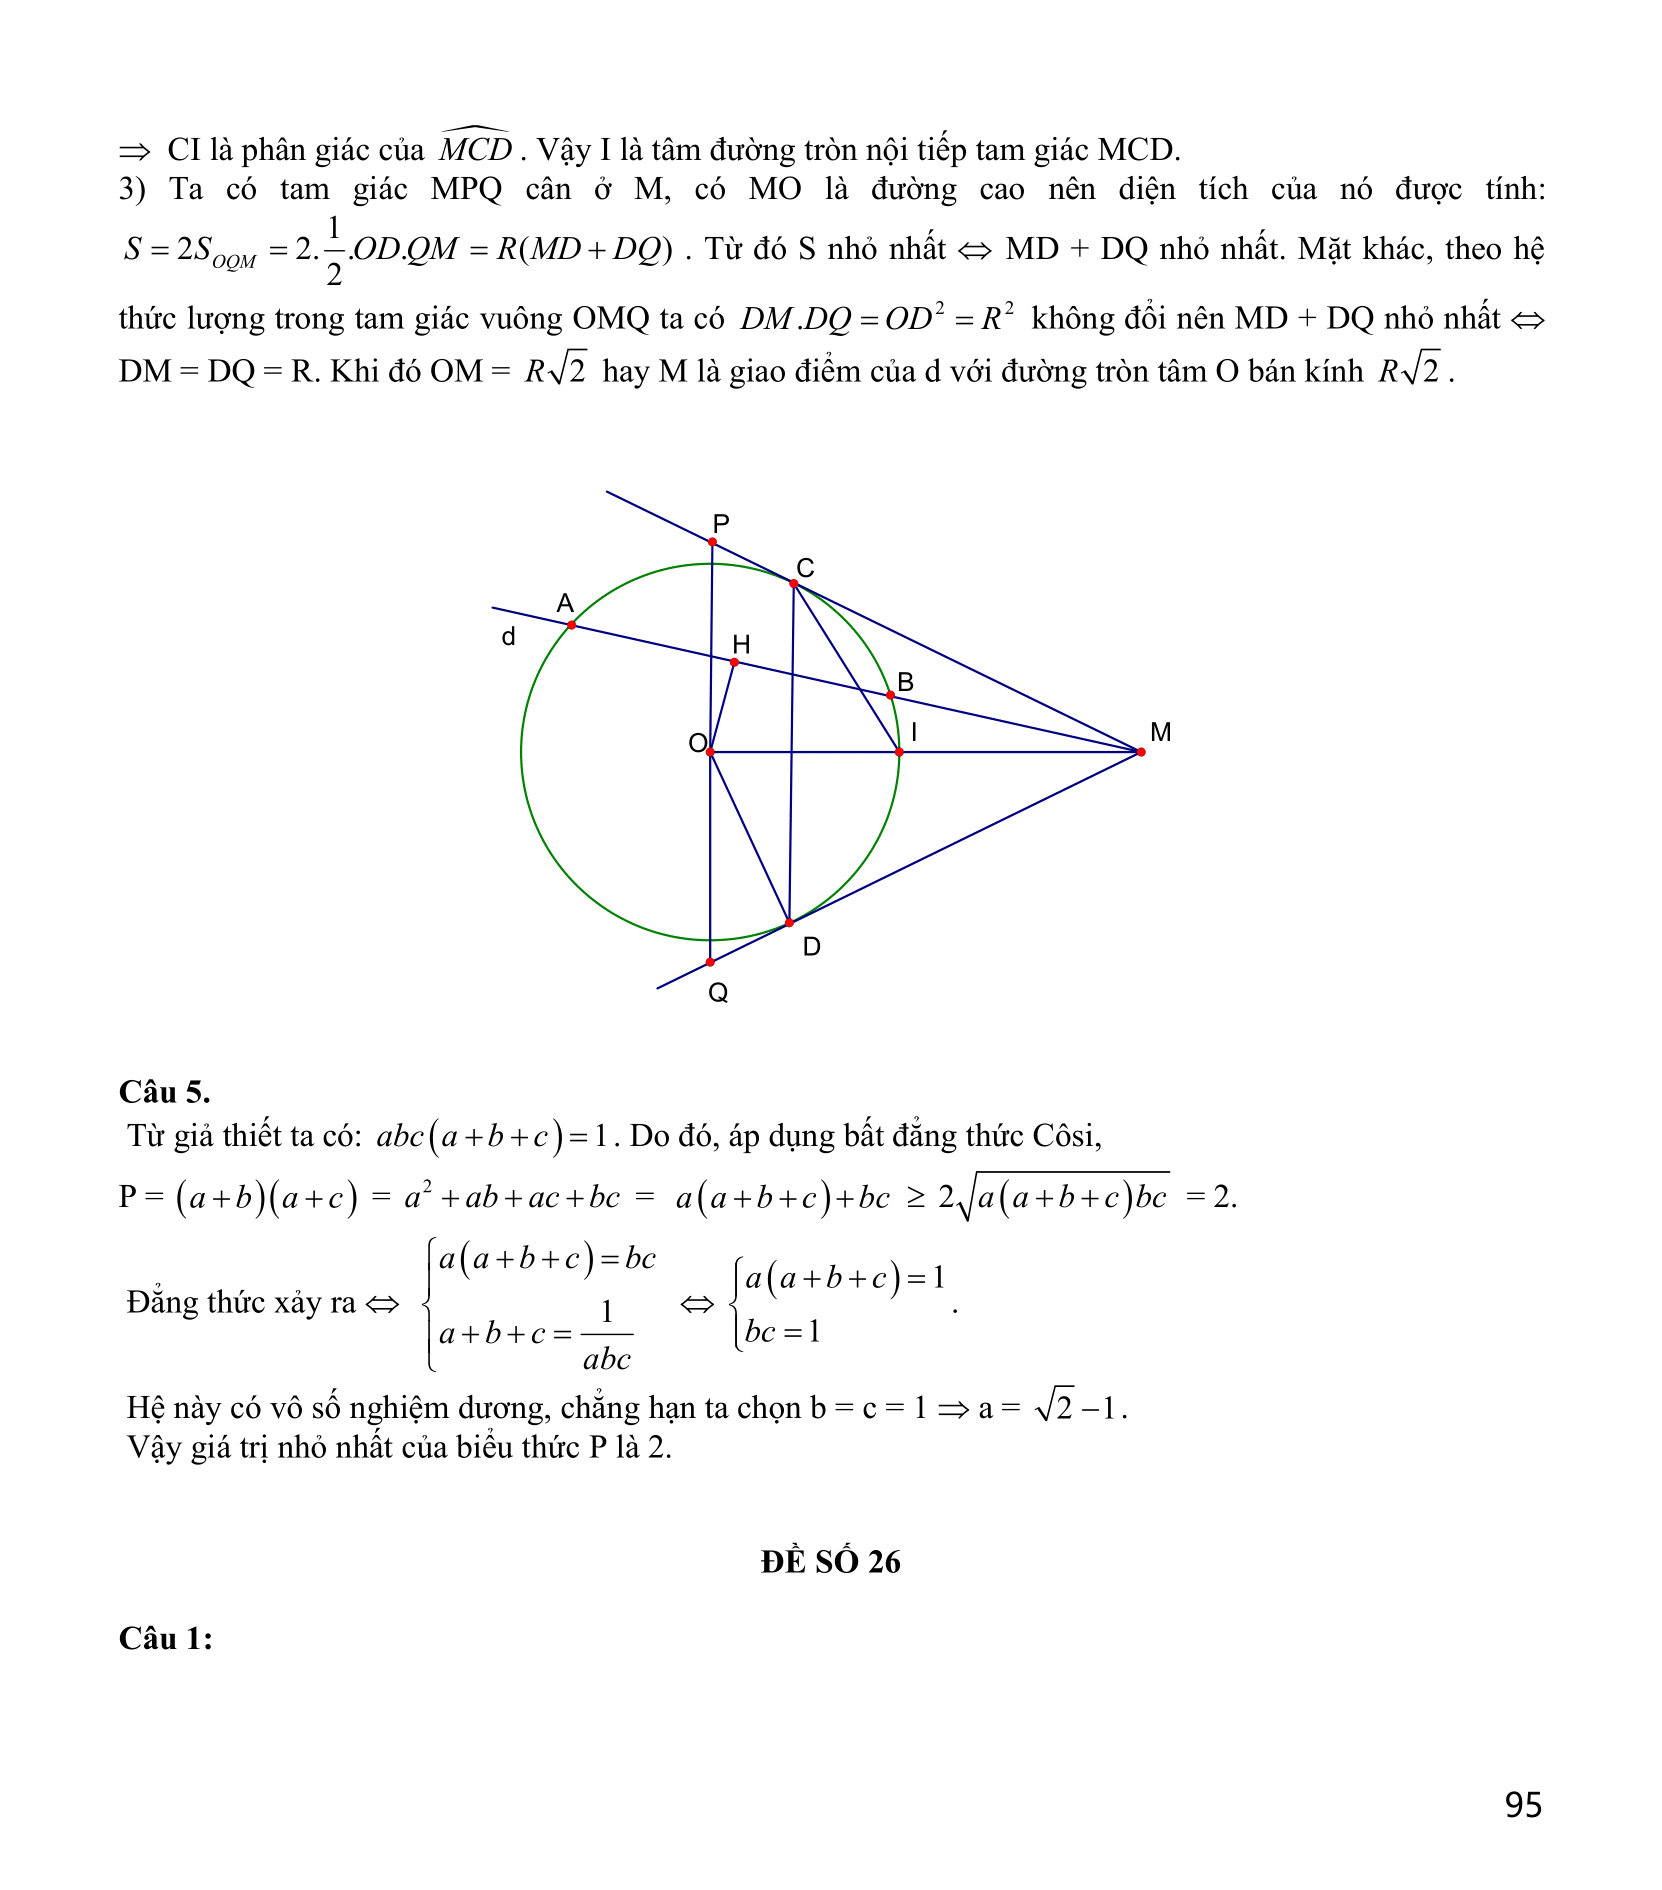 ⇒ CI là phân giác của $\widehat{MCD}$ . Vậy I là tâm đường tròn nội tiếp tam giác MCD.
3) Ta có tam giác MPQ cân ở M, có MO là đường cao nên diện tích của nó được tính:
$S = 2S_{OQM} = 2.\frac{1}{2}.OD.QM = R(MD + DQ)$ . Từ đó S nhỏ nhất ⇔ MD + DQ nhỏ nhất. Mặt khác, theo hệ
thức lượng trong tam giác vuông OMQ ta có $DM.DQ = OD^2 = R^2$ không đổi nên MD + DQ nhỏ nhất ⇔
DM = DQ = R. Khi đó OM = $R\sqrt{2}$ hay M là giao điểm của d với đường tròn tâm O bán kính $R\sqrt{2}$ .
P
C
A
d
H
B
I
M
O
D
Q
Câu 5.
Từ giả thiết ta có: $abc(a+b+c)=1$. Do đó, áp dụng bất đẳng thức Côsi,
P = $(a+b)(a+c)$ = $a^2+ab+ac+bc$ = $a(a+b+c)+bc \geq 2\sqrt{a(a+b+c)bc}$ = 2.
Đẳng thức xảy ra ⇔ $\begin{cases} a(a+b+c)=bc \\ a+b+c=\frac{1}{abc} \end{cases}$ ⇔ $\begin{cases} a(a+b+c)=1 \\ bc=1 \end{cases}$.
Hệ này có vô số nghiệm dương, chẳng hạn ta chọn b = c = 1 ⇒ a = $\sqrt{2}-1$.
Vậy giá trị nhỏ nhất của biểu thức P là 2.
ĐỀ SỐ 26
Câu 1:
95